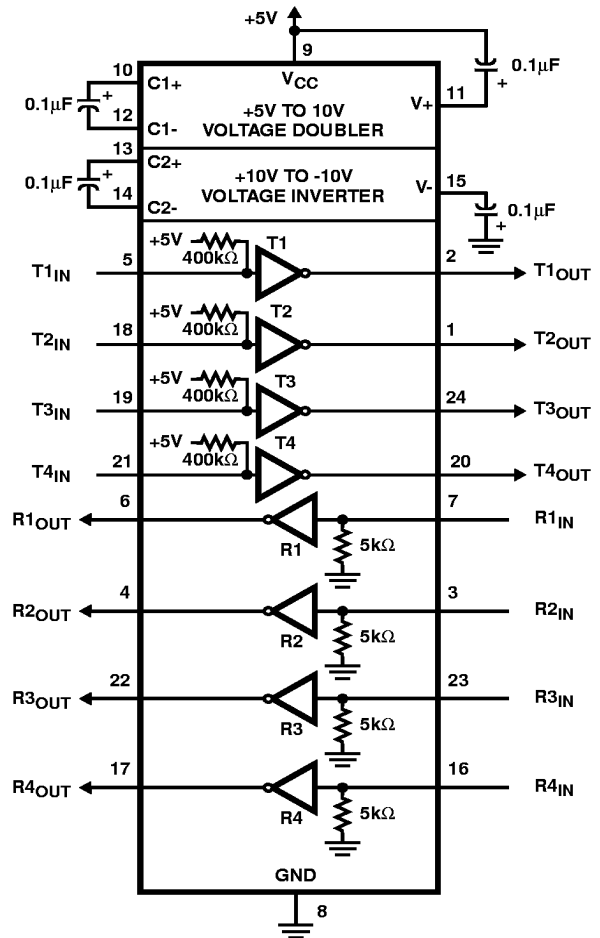 +5V
9
VCC
10
C1+
0.1μF
+
12
C1-
+5V TO 10V
VOLTAGE DOUBLER
V+
11
0.1μF
+
13
C2+
0.1μF
+
14
C2-
+10V TO -10V
VOLTAGE INVERTER
V-
15
0.1μF
+
T1IN
5
+5V
400kΩ
T1
2
T1OUT
T2IN
18
+5V
400kΩ
T2
1
T2OUT
T3IN
19
+5V
400kΩ
T3
24
T3OUT
T4IN
21
+5V
400kΩ
T4
20
T4OUT
R1OUT
6
R1
5kΩ
7
R1IN
R2OUT
4
R2
5kΩ
3
R2IN
R3OUT
22
R3
5kΩ
23
R3IN
R4OUT
17
R4
5kΩ
16
R4IN
GND
8